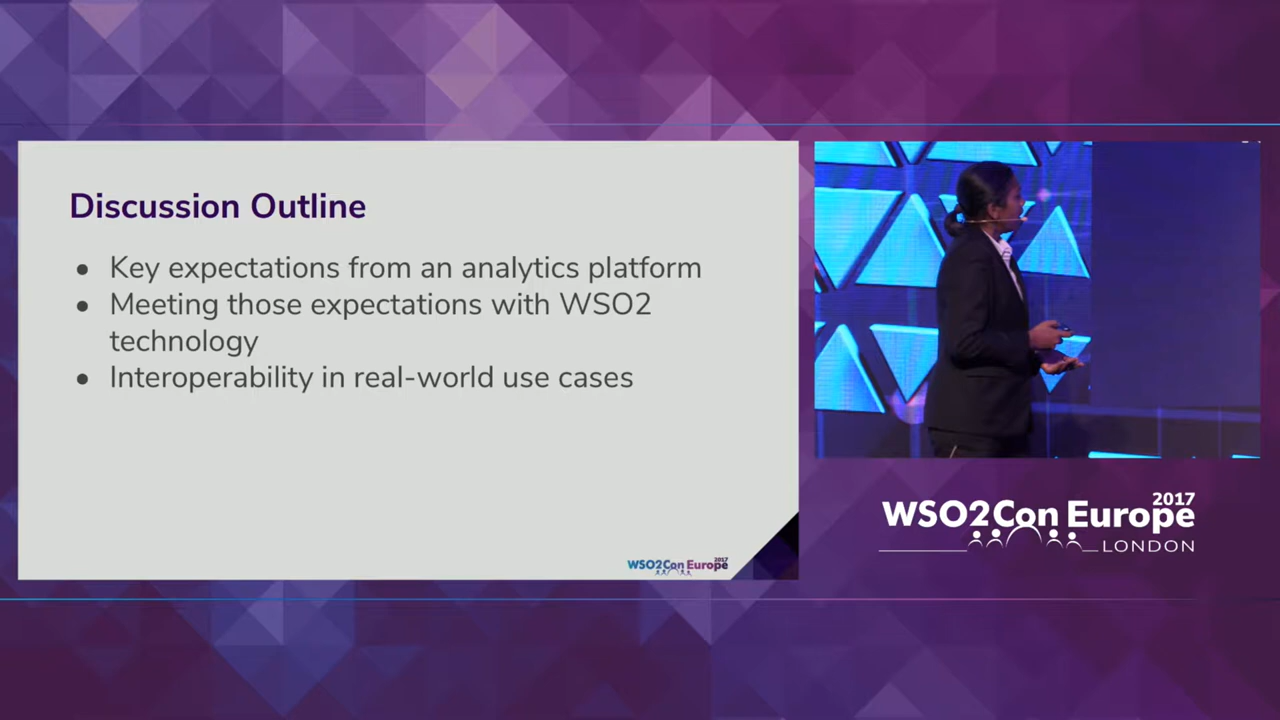 Discussion Outline
● Key expectations from an analytics platform
● Meeting those expectations with WSO2
technology
● Interoperability in real-world use cases
WSO2Con Europe 2017
WSO2Con Europe 2017
LONDON